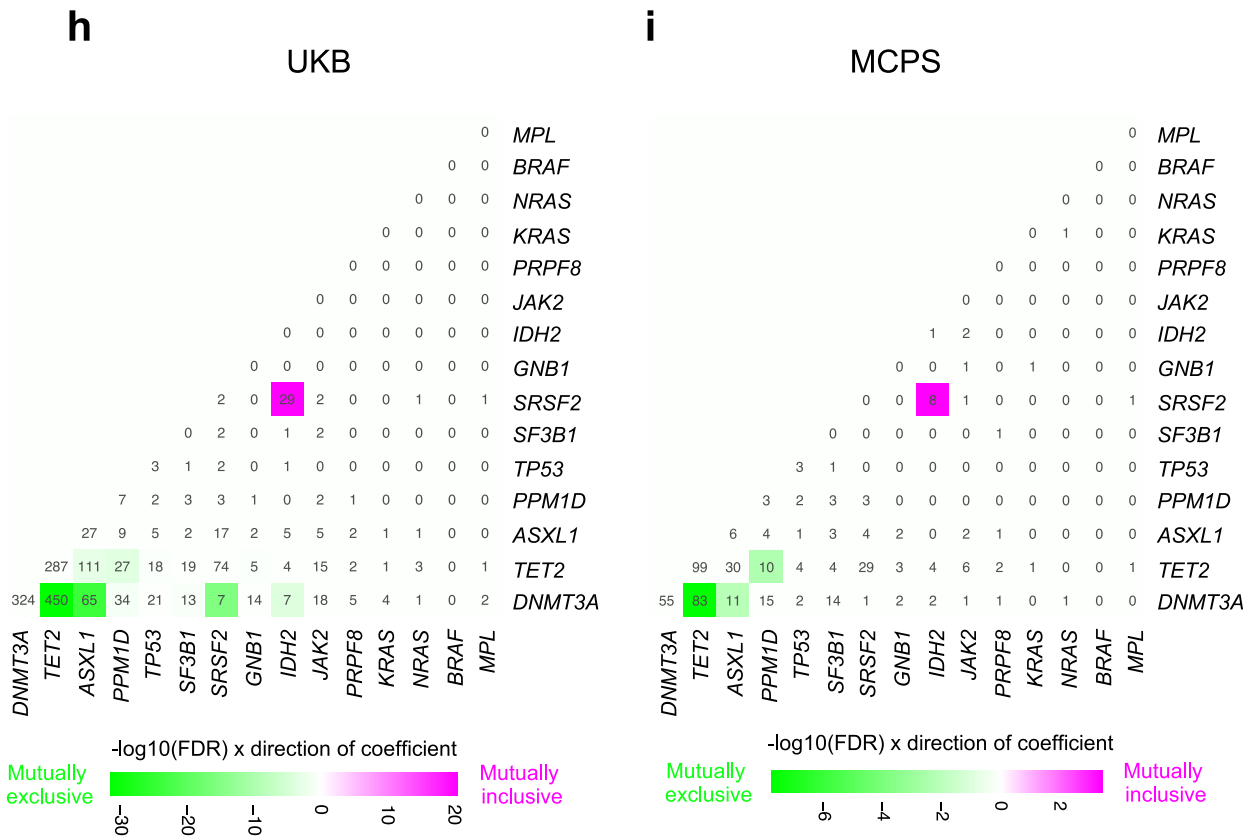 h
UKB
0 MPL
0 0 BRAF
0 0 0 NRAS
0 0 0 0 KRAS
0 0 0 0 0 PRPF8
0 0 0 0 0 0 JAK2
0 0 0 0 0 0 0 IDH2
0 0 0 0 0 0 0 0 GNB1
2 0 29 2 0 0 1 0 1 SRSF2
0 2 0 1 2 0 0 0 0 0 SF3B1
3 1 2 0 1 0 0 0 0 0 0 TP53
7 2 3 3 1 0 2 1 0 0 0 0 PPM1D
27 9 5 2 17 2 5 5 2 1 1 0 0 ASXL1
287 111 27 18 19 74 5 4 15 2 1 3 0 0 TET2
324 450 65 34 21 13 7 14 7 18 5 4 1 0 2 DNMT3A
DNMT3A TET2 ASXL1 PPM1D TP53 SF3B1 SRSF2 GNB1 IDH2 JAK2 PRPF8 KRAS NRAS BRAF MPL
-log10(FDR) x direction of coefficient
Mutually
exclusive
Mutually
inclusive
-30 -20 -10 0 10 20
i
MCPS
0 MPL
0 0 BRAF
0 0 0 NRAS
0 1 0 0 KRAS
0 0 0 0 0 PRPF8
0 0 0 0 0 0 JAK2
1 2 0 0 0 0 0 IDH2
0 0 1 0 1 0 0 0 GNB1
0 0 8 1 0 0 0 0 1 SRSF2
0 0 0 0 0 1 0 0 0 0 SF3B1
3 1 0 0 0 0 0 0 0 0 0 TP53
3 2 3 3 0 0 0 0 0 0 0 0 PPM1D
6 4 1 3 4 2 0 2 1 0 0 0 0 ASXL1
99 30 10 4 4 29 3 4 6 2 1 0 0 1 TET2
55 83 11 15 2 14 1 2 2 1 1 0 1 0 0 DNMT3A
DNMT3A TET2 ASXL1 PPM1D TP53 SF3B1 SRSF2 GNB1 IDH2 JAK2 PRPF8 KRAS NRAS BRAF MPL
-log10(FDR) x direction of coefficient
Mutually
exclusive
Mutually
inclusive
-6 -4 -2 0 2